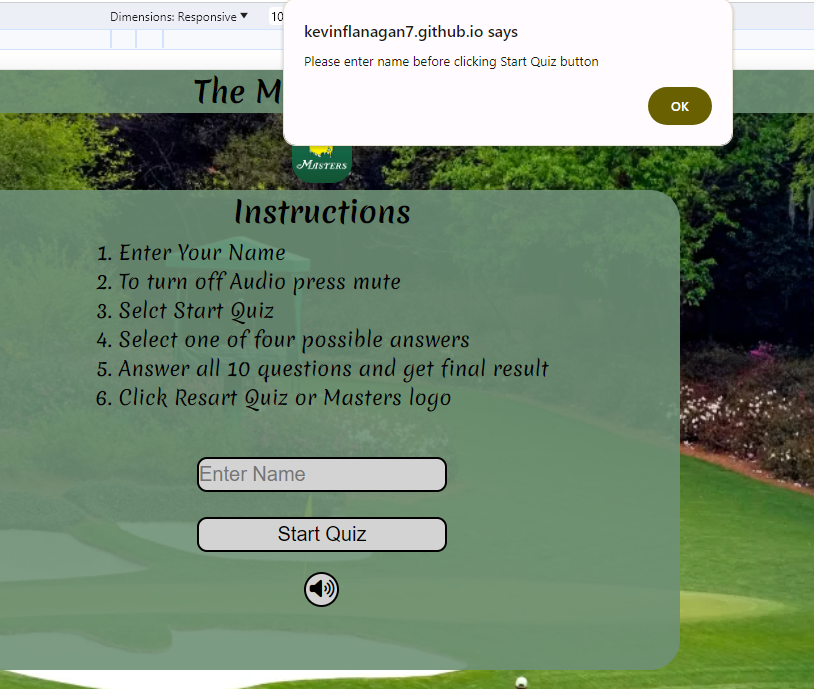 Dimensions: Responsive
10
kevinflanagan7.github.io says
Please enter name before clicking Start Quiz button
OK
The M
MASTERS
Instructions
1. Enter Your Name
2. To turn off Audio press mute
3. Selct Start Quiz
4. Select one of four possible answers
5. Answer all 10 questions and get final result
6. Click Resart Quiz or Masters logo
Enter Name
Start Quiz